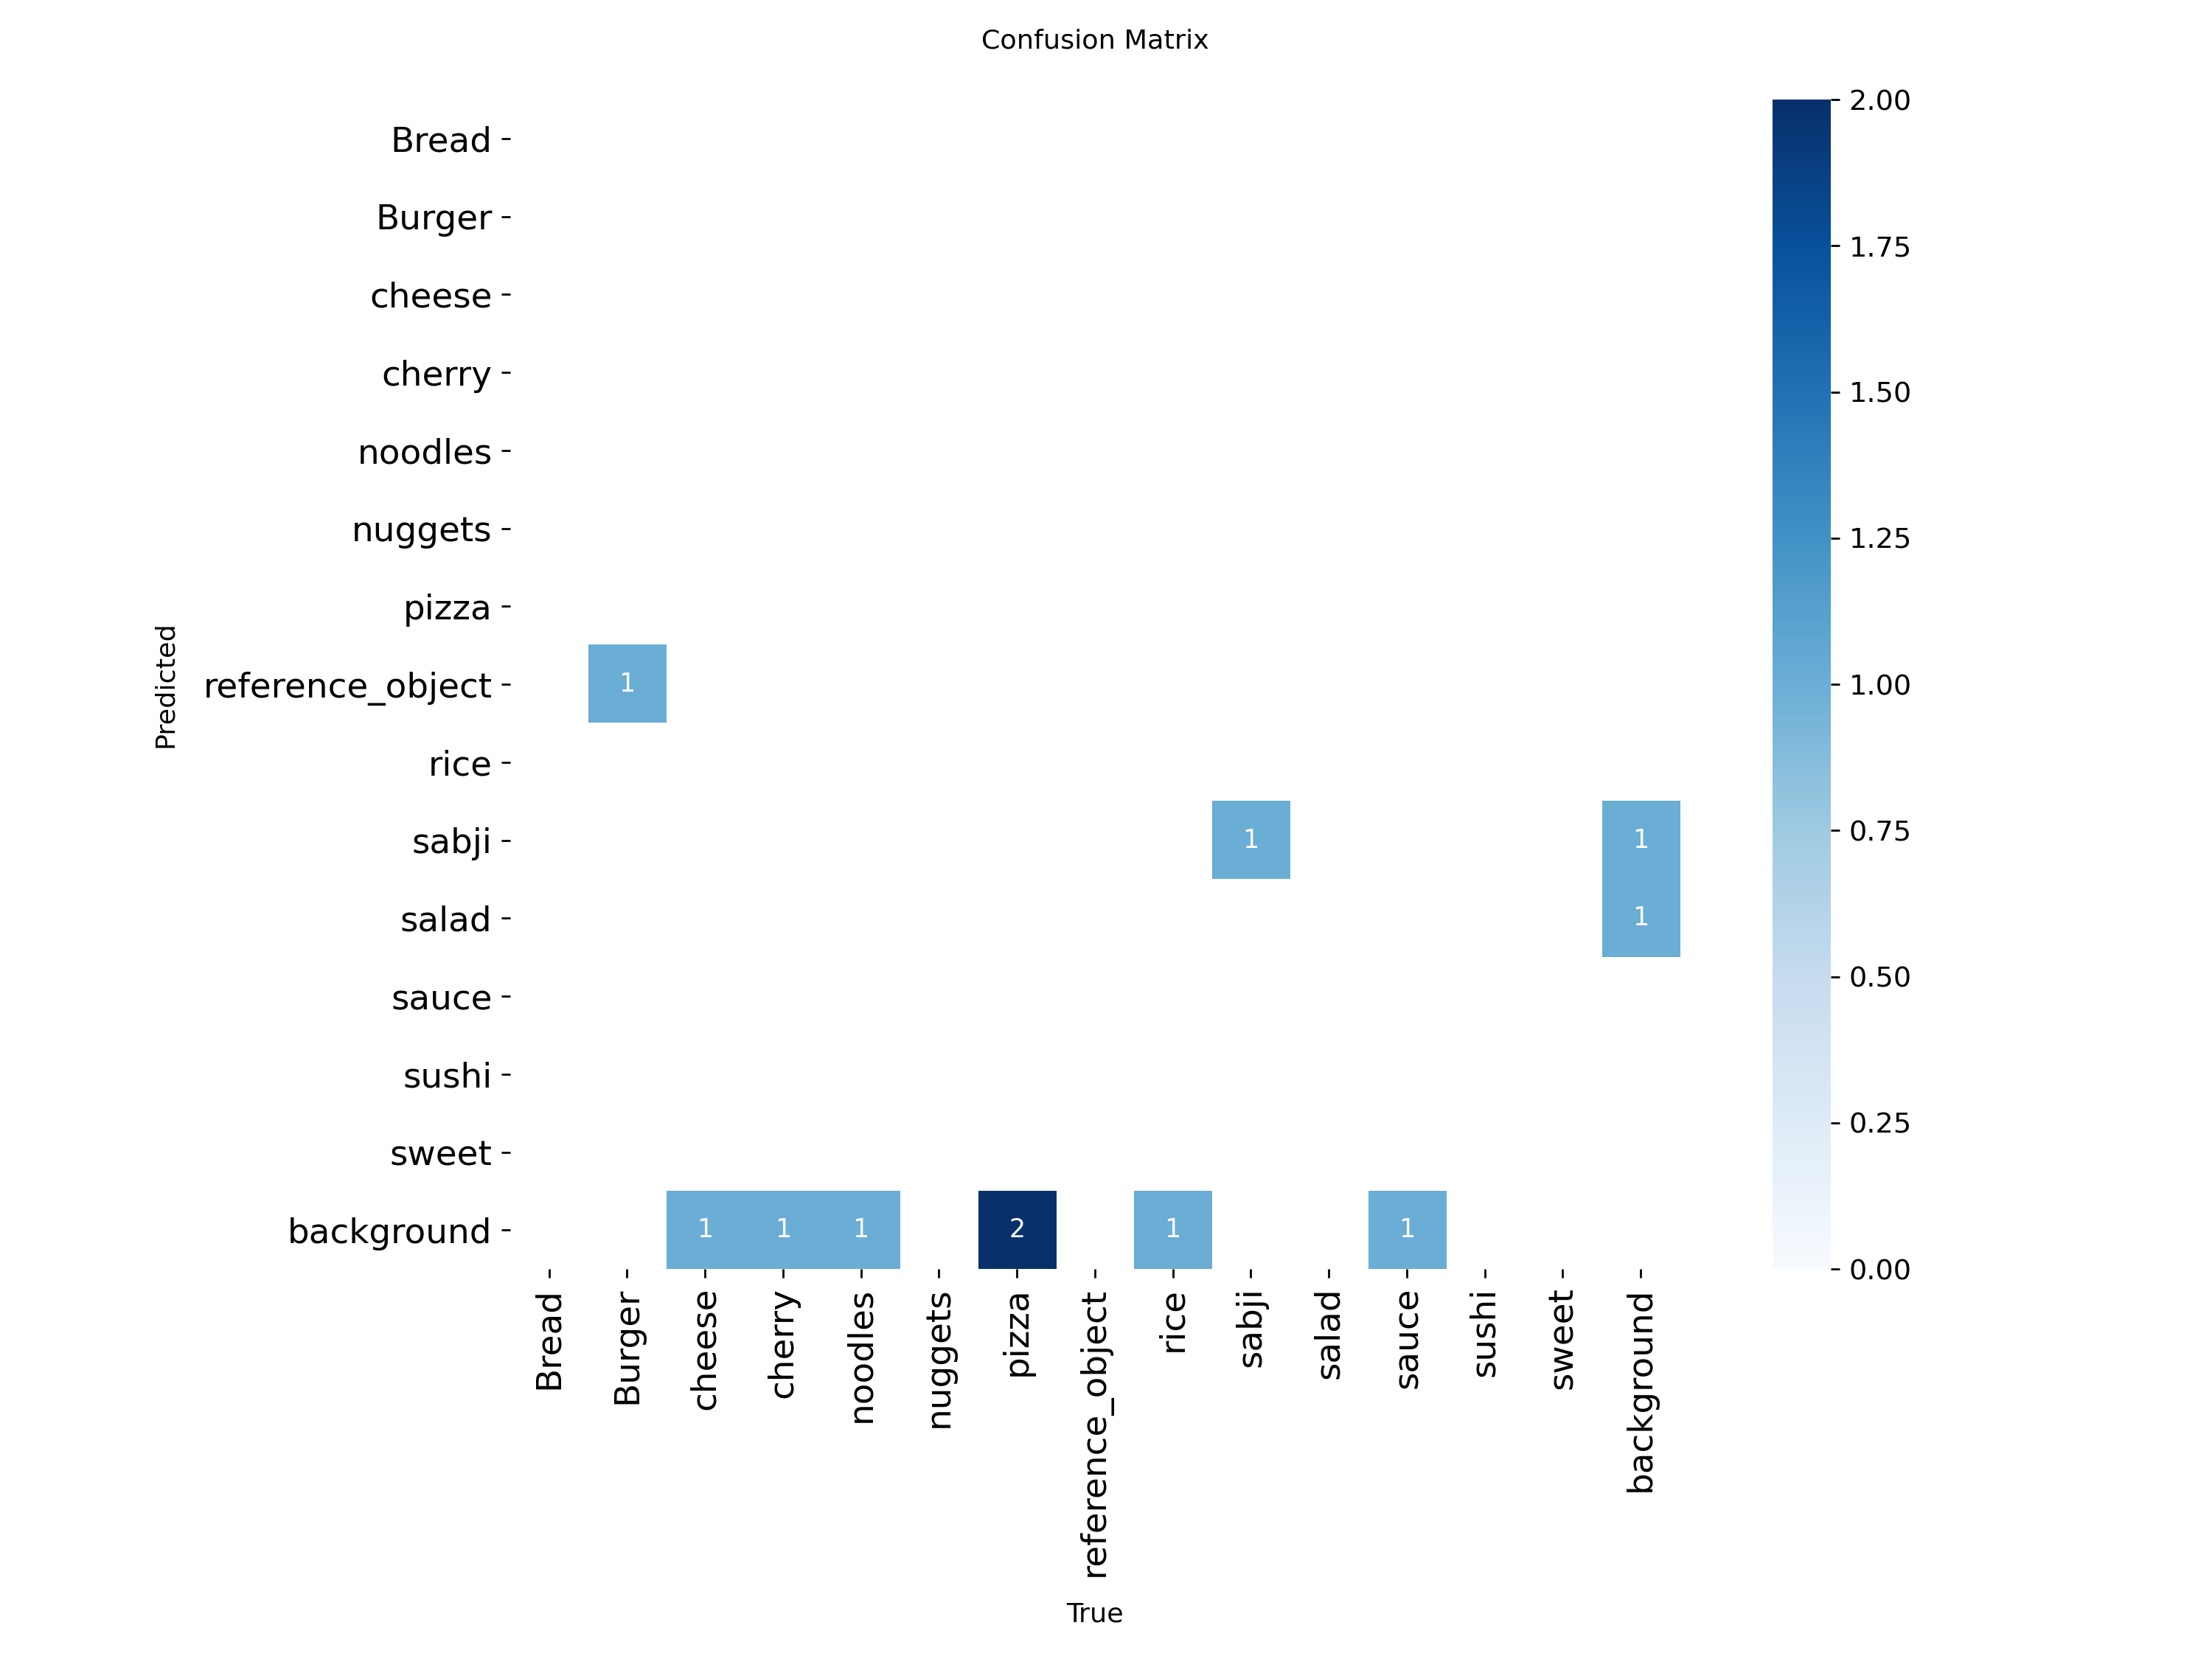 Confusion Matrix
Predicted
Bread
Burger
cheese
cherry
noodles
nuggets
pizza
reference_object
1
rice
sabji
1
1
salad
1
sauce
sushi
sweet
background
1
1
1
2
1
1
Bread
Burger
cheese
cherry
noodles
nuggets
pizza
reference_object
rice
sabji
salad
sauce
sushi
sweet
background
True
2.00
1.75
1.50
1.25
1.00
0.75
0.50
0.25
0.00